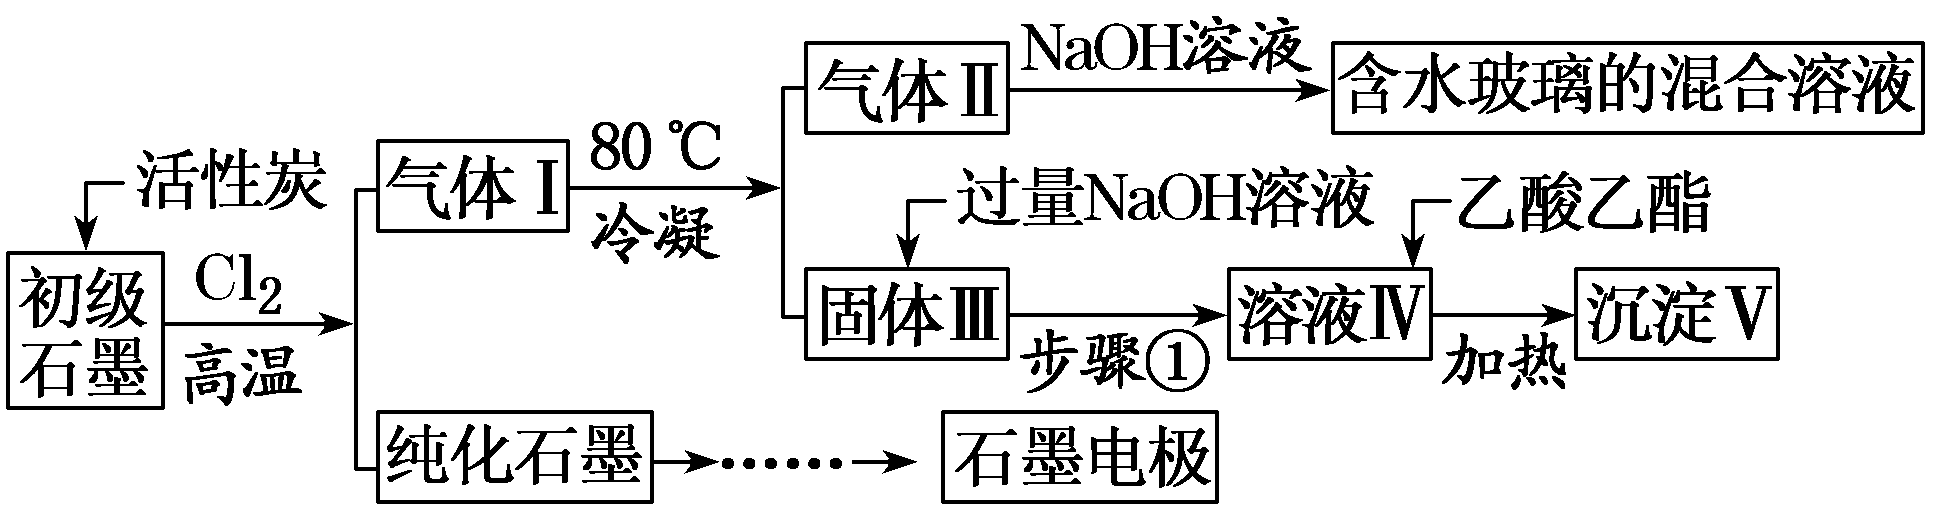 活性炭
初级
石墨
Cl₂
高温
气体Ⅰ
80 ℃
冷凝
气体Ⅱ
NaOH溶液
含水玻璃的混合溶液
过量NaOH溶液
固体Ⅲ
步骤①
溶液Ⅳ
乙酸乙酯
加热
沉淀Ⅴ
纯化石墨
……
石墨电极